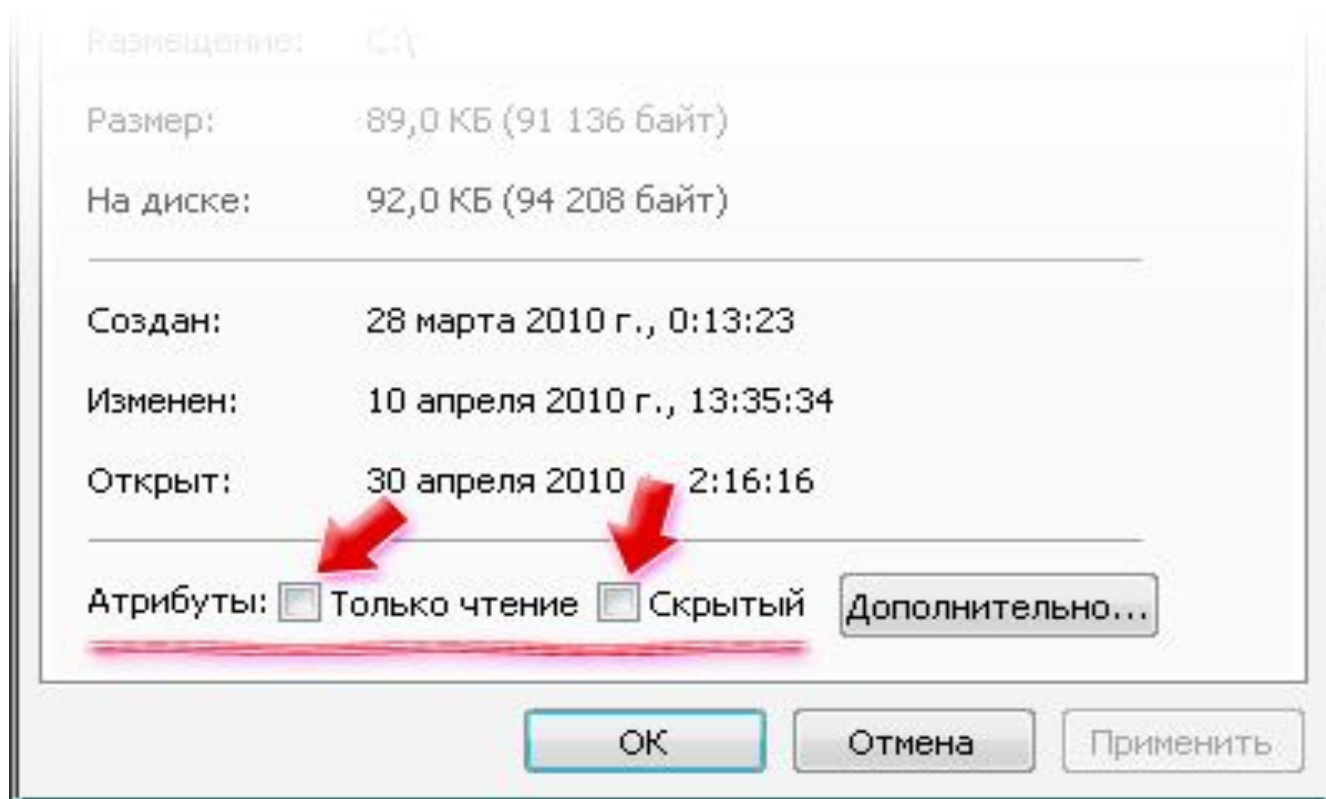 Размещение: C:\
Размер: 89,0 КБ (91 136 байт)
На диске: 92,0 КБ (94 208 байт)
Создан: 28 марта 2010 г., 0:13:23
Изменен: 10 апреля 2010 г., 13:35:34
Открыт: 30 апреля 2010 2:16:16
Атрибуты: Только чтение Скрытый Дополнительно...
ОК Отмена Применить